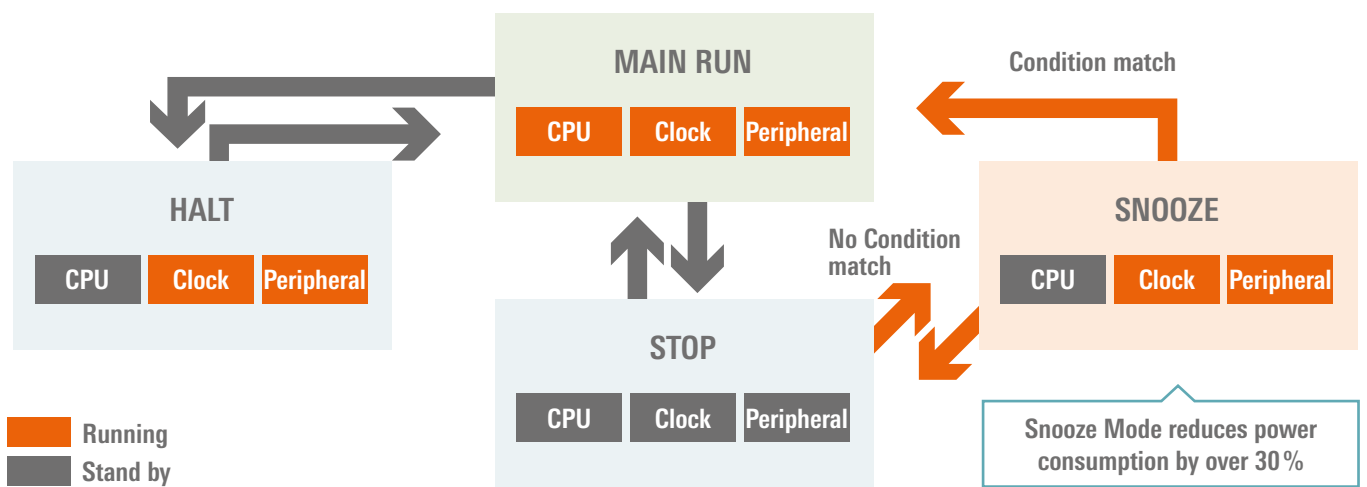 MAIN RUN
CPU Clock Peripheral
Condition match
HALT
CPU Clock Peripheral
No Condition
match
SNOOZE
CPU Clock Peripheral
STOP
CPU Clock Peripheral
Running
Stand by
Snooze Mode reduces power
consumption by over 30 %